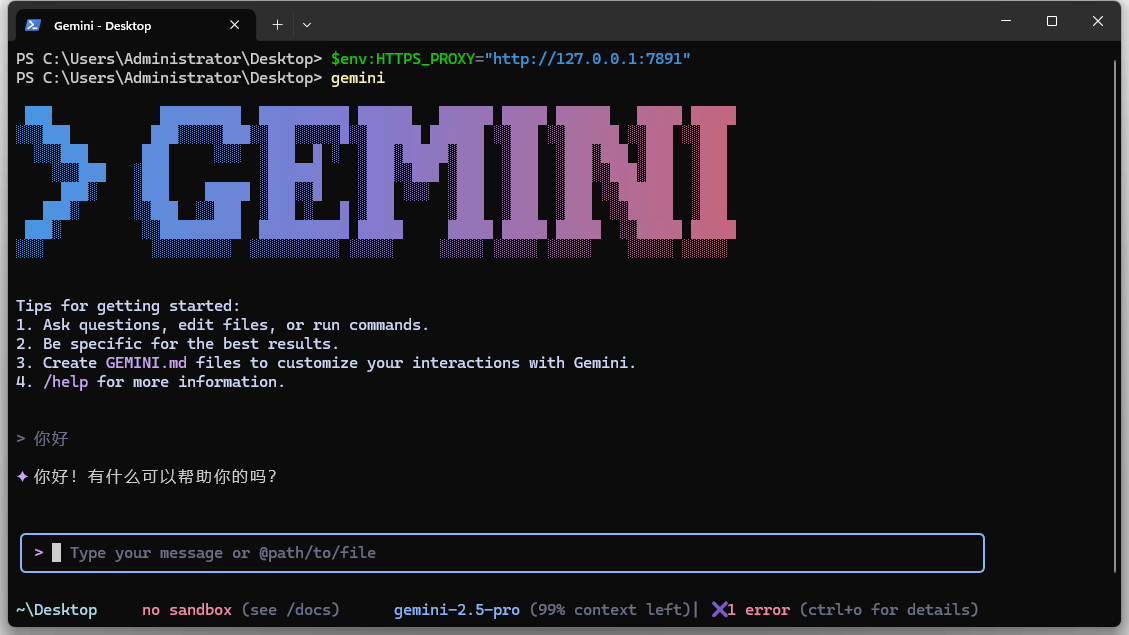 Gemini - Desktop
PS C:\Users\Administrator\Desktop> $env:HTTPS_PROXY="http://127.0.0.1:7891"
PS C:\Users\Administrator\Desktop> gemini
> GEMINI
Tips for getting started:
1. Ask questions, edit files, or run commands.
2. Be specific for the best results.
3. Create GEMINI.md files to customize your interactions with Gemini.
4. /help for more information.
> 你好
✦ 你好！有什么可以帮助你的吗？
> Type your message or @path/to/file
~\Desktop no sandbox (see /docs) gemini-2.5-pro (99% context left)| ✖1 error (ctrl+o for details)